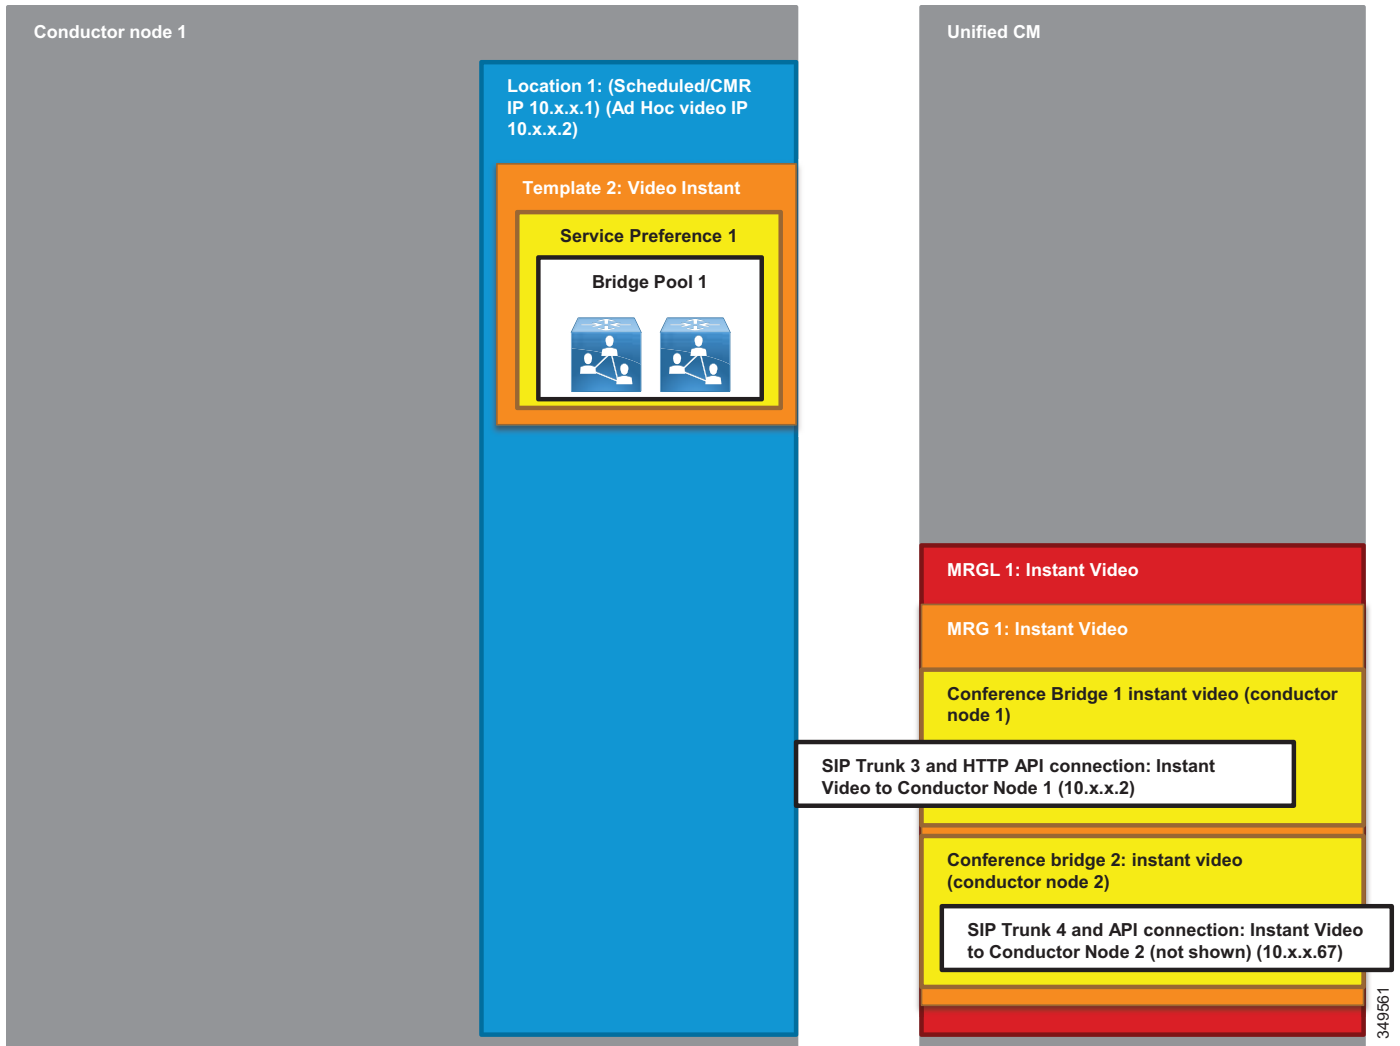 Conductor node 1
Unified CM
Location 1: (Scheduled/CMR
IP 10.x.x.1) (Ad Hoc video IP
10.x.x.2)
Template 2: Video Instant
Service Preference 1
Bridge Pool 1
MRGL 1: Instant Video
MRG 1: Instant Video
Conference Bridge 1 instant video (conductor
node 1)
SIP Trunk 3 and HTTP API connection: Instant
Video to Conductor Node 1 (10.x.x.2)
Conference bridge 2: instant video
(conductor node 2)
SIP Trunk 4 and API connection: Instant Video
to Conductor Node 2 (not shown) (10.x.x.67)
349561